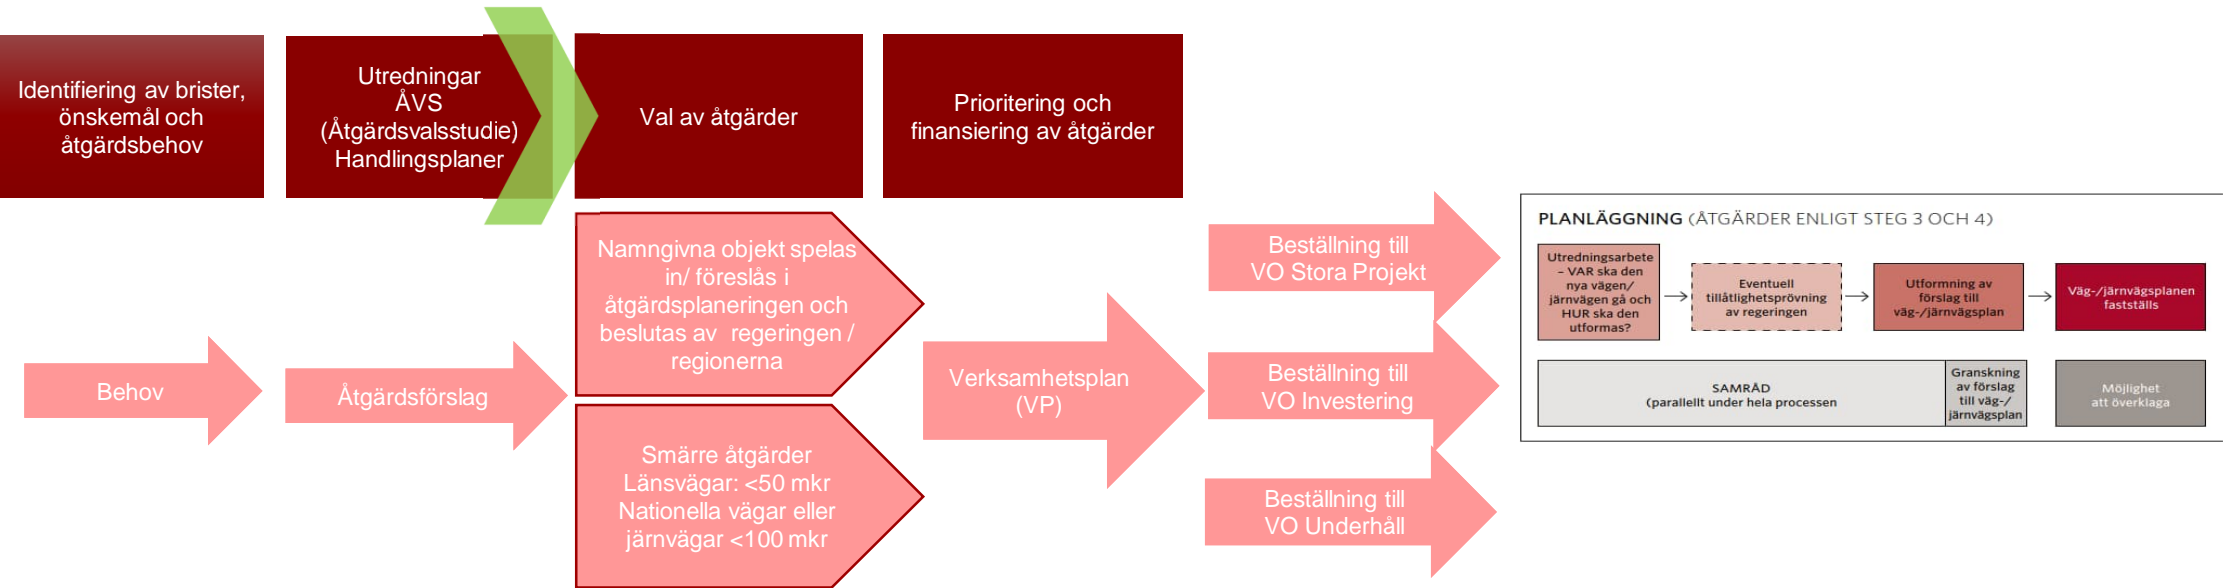 Identifiering av brister,
önskemål och
åtgärdsbehov
Utredningar
ÅVS
(Åtgärdsvalsstudie)
Handlingsplaner
Val av åtgärder
Prioritering och
finansiering av åtgärder
Behov
Åtgärdsförslag
Namngivna objekt spelas
in/ föreslås i
åtgärdsplaneringen och
beslutas av regeringen /
regionerna
Smärre åtgärder
Länsvägar: <50 mkr
Nationella vägar eller
järnvägar <100 mkr
Verksamhetsplan
(VP)
Beställning till
VO Stora Projekt
Beställning till
VO Investering
Beställning till
VO Underhåll
PLANLÄGGNING (ÅTGÄRDER ENLIGT STEG 3 OCH 4)
Utredningsarbete
– VAR ska den
nya vägen/
järnvägen gå och
HUR ska den
utformas?
Eventuell
tillåtlighetsprövning
av regeringen
Utformning av
förslag till
väg-/järnvägsplan
Väg-/järnvägsplanen
fastställs
SAMRÅD
(parallellt under hela processen
Granskning
av förslag
till väg-/
järnvägsplan
Möjlighet
att överklaga